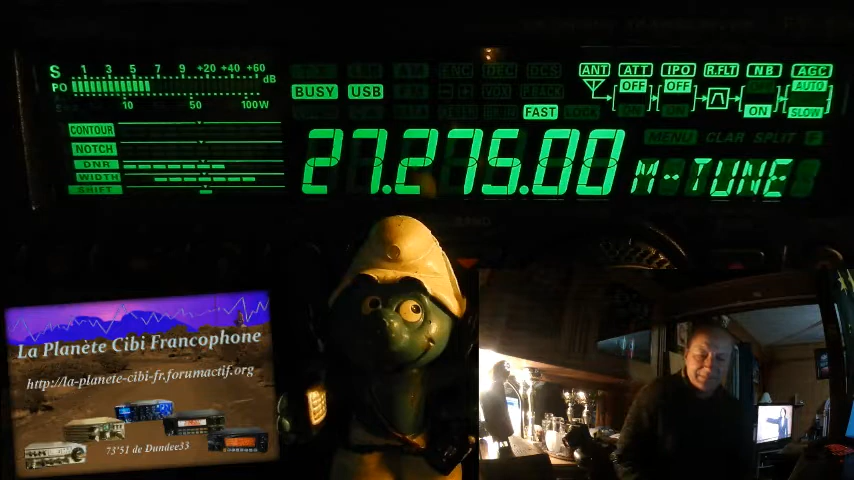 S 1 3 5 7 9 +20 +40 +60 dB
PO
10 50 100W
BUSY USB
FAST LOCK
ANT ATT IPO R.FLT NB AGC
OFF OFF AUTO
ON SLOW
CONTOUR
NOTCH
DNR
WIDTH
SHIFT
MENU CLAR SPLIT
27.275.00 M-TUNE
La Planète Cibi Francophone
http://la-planete-cibi-fr.forumactif.org
73'51 de Dundee33